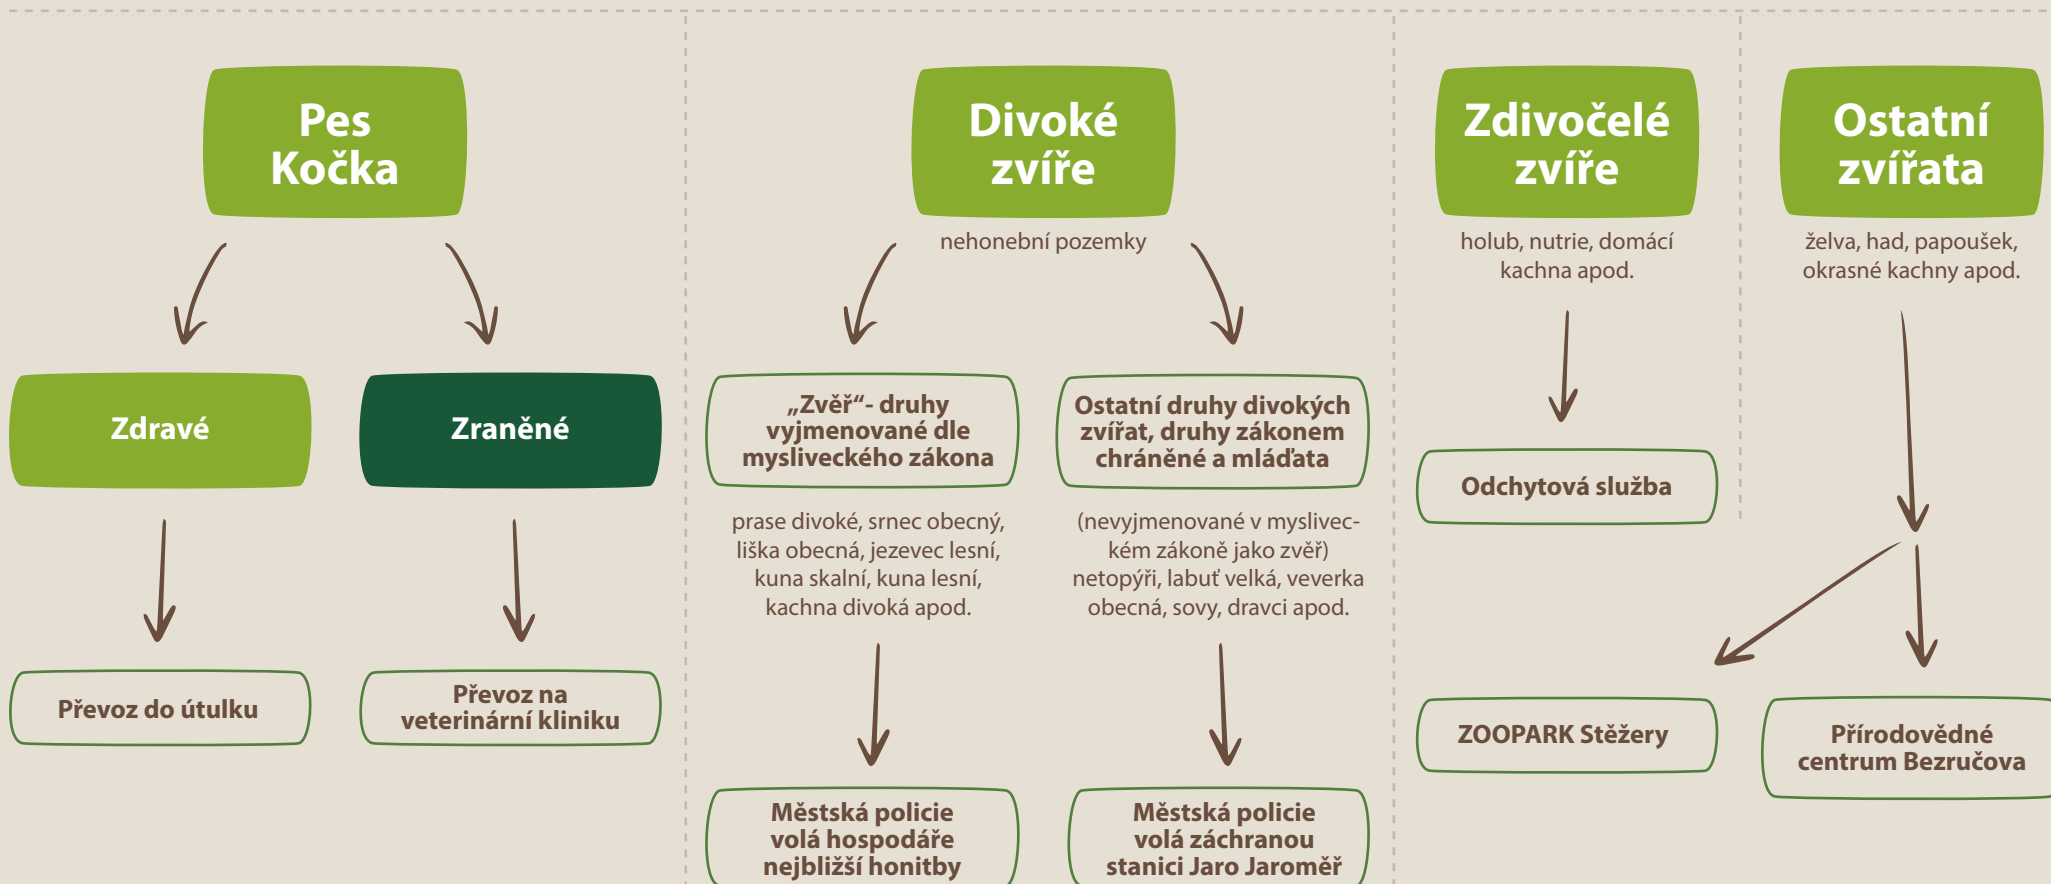 Pes
Kočka
Zdravé
Zraněné
Převoz do útulku
Převoz na
veterinární kliniku
Divoké
zvíře
nehonební pozemky
„Zvěř“- druhy
vyjmenované dle
mysliveckého zákona
prase divoké, srnec obecný,
liška obecná, jezevec lesní,
kuna skalní, kuna lesní,
kachna divoká apod.
Městská policie
volá hospodáře
nejbližší honitby
Ostatní druhy divokých
zvířat, druhy zákonem
chráněné a mláďata
(nevyjmenované v myslivec-
kém zákoně jako zvěř)
netopýři, labuť velká, veverka
obecná, sovy, dravci apod.
Městská policie
volá záchranou
stanici Jaro Jaroměř
Zdivočelé
zvíře
holub, nutrie, domácí
kachna apod.
Odchytová služba
Ostatní
zvířata
želva, had, papoušek,
okrasné kachny apod.
ZOOPARK Stěžery
Přírodovědné
centrum Bezručova